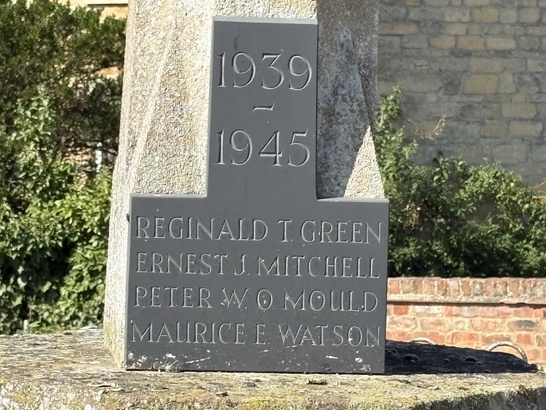 1939
-
1945
REGINALD T. GREEN
ERNEST J. MITCHELL
PETER W. O. MOULD
MAURICE E. WATSON